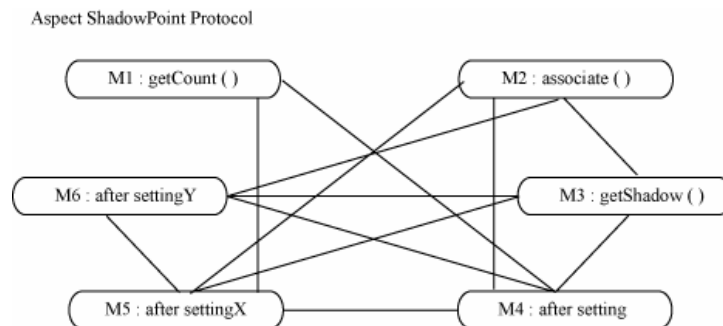 Aspect ShadowPoint Protocol
M1 : getCount ( )
M2 : associate ( )
M6 : after settingY
M3 : getShadow ( )
M5 : after settingX
M4 : after setting